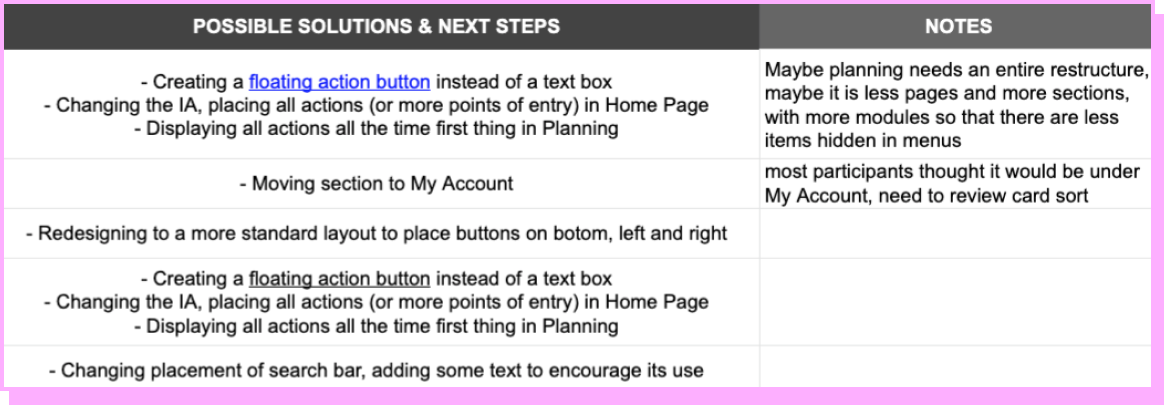 POSSIBLE SOLUTIONS & NEXT STEPS
NOTES
- Creating a floating action button instead of a text box
- Changing the IA, placing all actions (or more points of entry) in Home Page
- Displaying all actions all the time first thing in Planning
Maybe planning needs an entire restructure,
maybe it is less pages and more sections,
with more modules so that there are less
items hidden in menus
- Moving section to My Account
most participants thought it would be under
My Account, need to review card sort
- Redesigning to a more standard layout to place buttons on botom, left and right
- Creating a floating action button instead of a text box
- Changing the IA, placing all actions (or more points of entry) in Home Page
- Displaying all actions all the time first thing in Planning
- Changing placement of search bar, adding some text to encourage its use